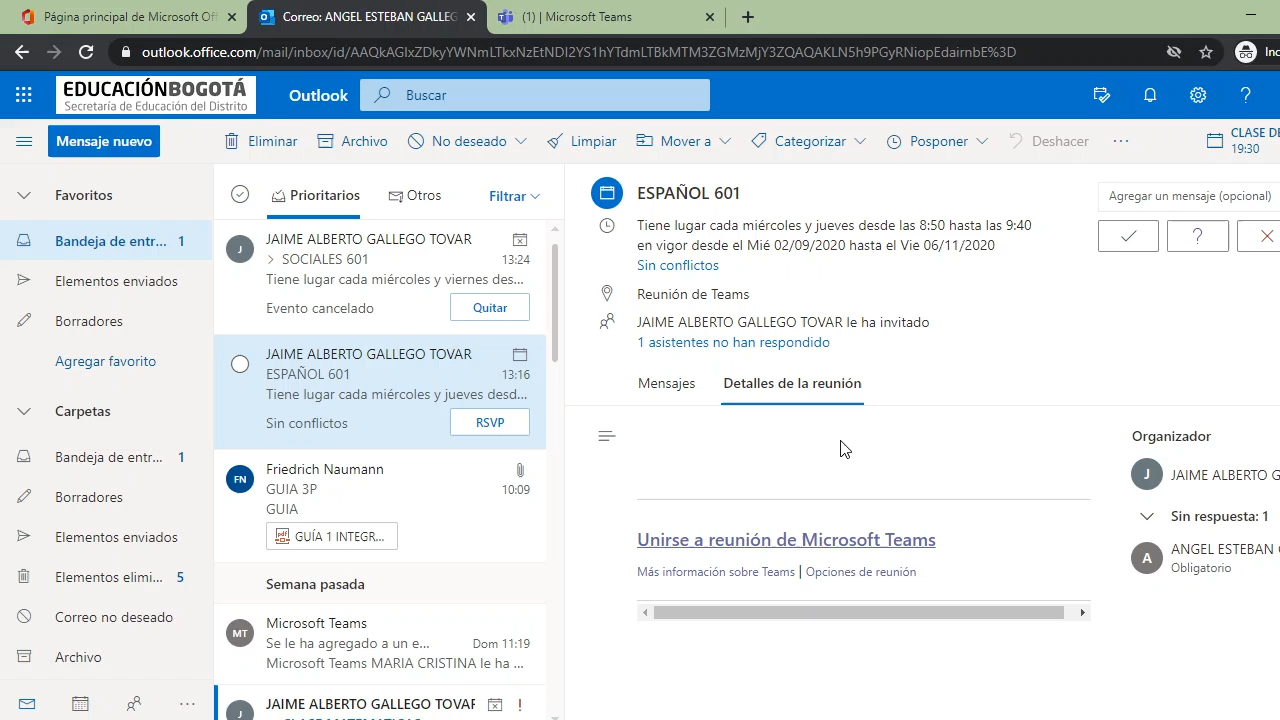 Página principal de Microsoft Off
Correo: ANGEL ESTEBAN GALLEG
(1) | Microsoft Teams
outlook.office.com/mail/inbox/id/AAQkAGIxZDkyYWNmLTkxNzEtNDI2YS1hYTdmLTBkMTM3ZGMzMjY3ZQAQAKLN5h9PGyRNiopEdairnbE%3D
EDUCACIÓNBOGOTÁ
Secretaría de Educación del Distrito
Outlook
Buscar
Mensaje nuevo
Eliminar
Archivo
No deseado
Limpiar
Mover a
Categorizar
Posponer
Deshacer
CLASE DE
19:30
Favoritos
Bandeja de entr... 1
Elementos enviados
Borradores
Agregar favorito
Carpetas
Bandeja de entr... 1
Borradores
Elementos enviados
Elementos elimi... 5
Correo no deseado
Archivo
Prioritarios
Otros
Filtrar
J
JAIME ALBERTO GALLEGO TOVAR
SOCIALES 601 13:24
Tiene lugar cada miércoles y viernes des...
Evento cancelado Quitar
JAIME ALBERTO GALLEGO TOVAR
ESPAÑOL 601 13:16
Tiene lugar cada miércoles y jueves desd...
Sin conflictos RSVP
FN
Friedrich Naumann
GUIA 3P 10:09
GUIA
GUÍA 1 INTEGR...
Semana pasada
MT
Microsoft Teams
Se le ha agregado a un e... Dom 11:19
Microsoft Teams MARIA CRISTINA le ha ...
J
JAIME ALBERTO GALLEGO TOVAR
ESPAÑOL 601
Tiene lugar cada miércoles y jueves desde las 8:50 hasta las 9:40
en vigor desde el Mié 02/09/2020 hasta el Vie 06/11/2020
Sin conflictos
Reunión de Teams
JAIME ALBERTO GALLEGO TOVAR le ha invitado
1 asistentes no han respondido
Agregar un mensaje (opcional)
Mensajes
Detalles de la reunión
Unirse a reunión de Microsoft Teams
Más información sobre Teams | Opciones de reunión
Organizador
J
JAIME ALBERTO G
Sin respuesta: 1
A
ANGEL ESTEBAN
Obligatorio